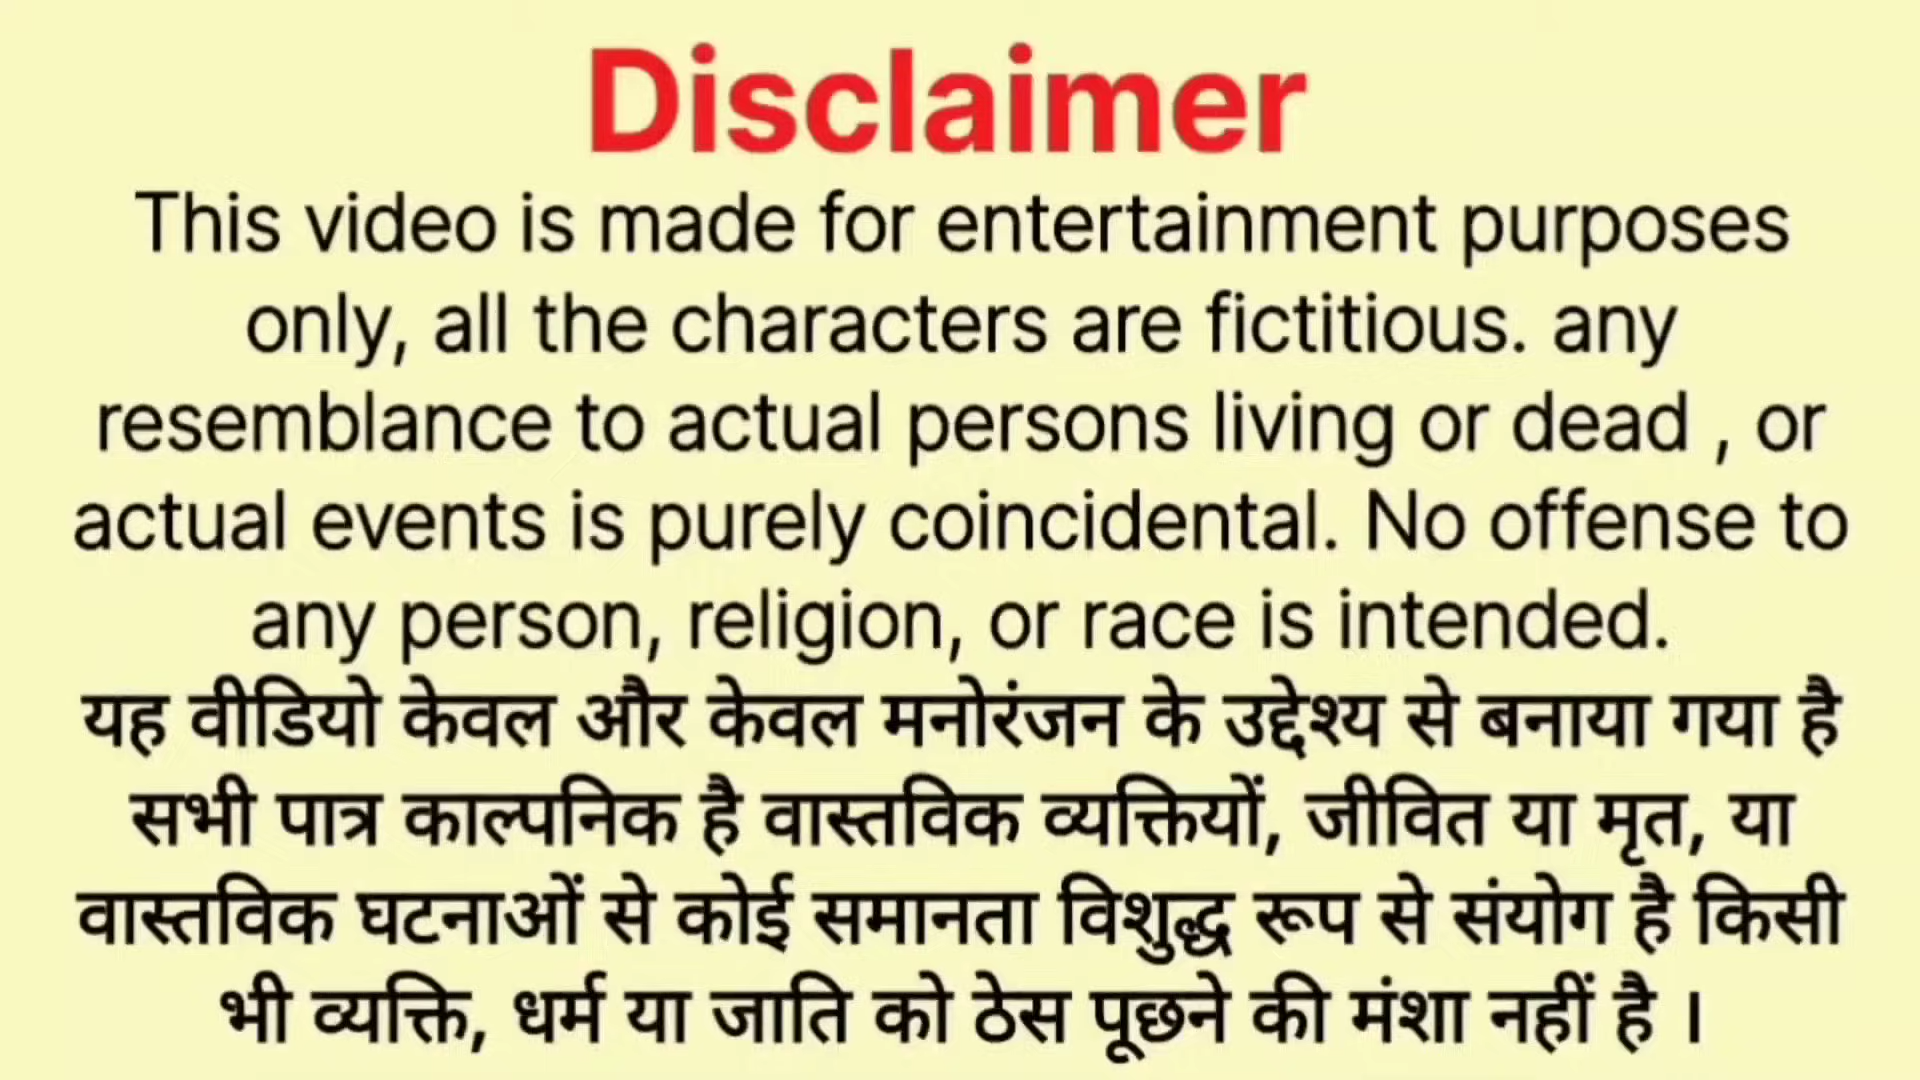 Disclaimer
This video is made for entertainment purposes
only, all the characters are fictitious. any
resemblance to actual persons living or dead , or
actual events is purely coincidental. No offense to
any person, religion, or race is intended.
यह वीडियो केवल और केवल मनोरंजन के उद्देश्य से बनाया गया है
सभी पात्र काल्पनिक है वास्तविक व्यक्तियों, जीवित या मृत, या
वास्तविक घटनाओं से कोई समानता विशुद्ध रूप से संयोग है किसी
भी व्यक्ति, धर्म या जाति को ठेस पूछने की मंशा नहीं है ।